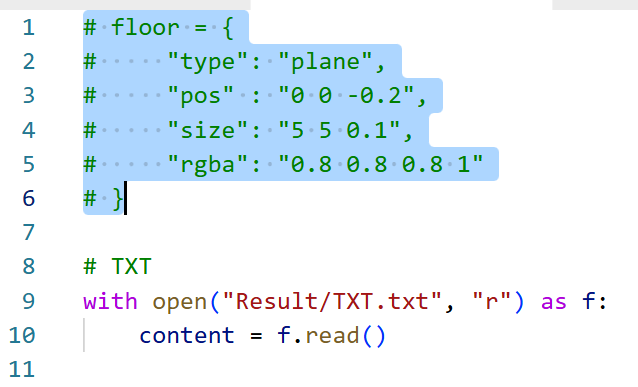 1 # floor = {
2 #     "type": "plane",
3 #     "pos" : "0 0 -0.2",
4 #     "size": "5 5 0.1",
5 #     "rgba": "0.8 0.8 0.8 1"
6 # }
7
8 # TXT
9 with open("Result/TXT.txt", "r") as f:
10     content = f.read()
11